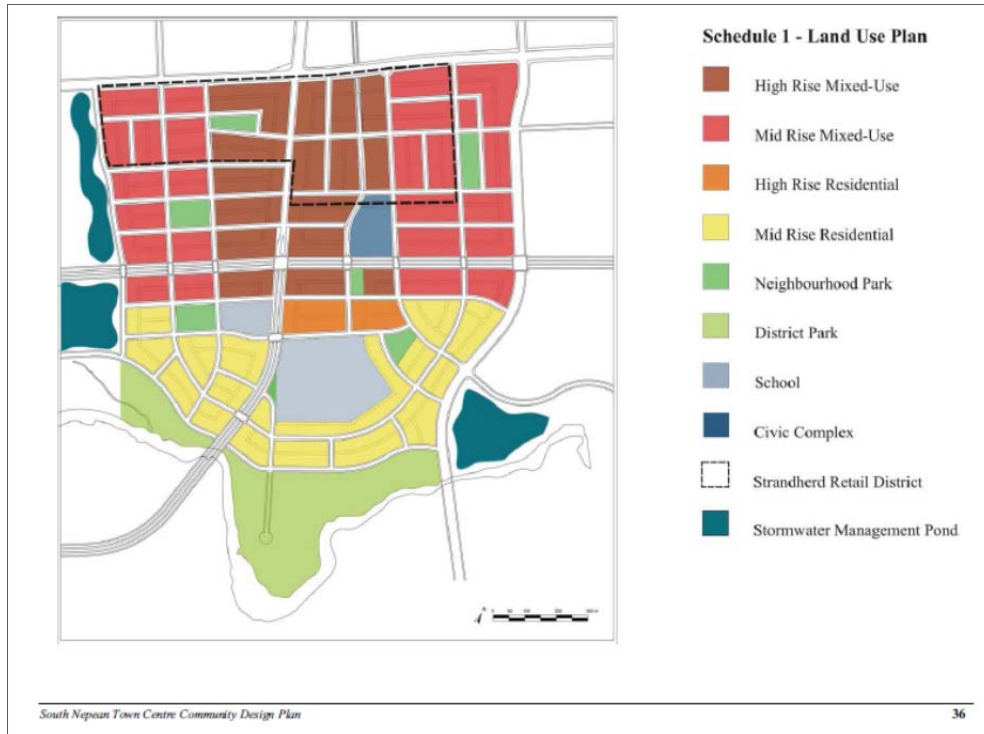 Schedule 1 - Land Use Plan
High Rise Mixed-Use
Mid Rise Mixed-Use
High Rise Residential
Mid Rise Residential
Neighbourhood Park
District Park
School
Civic Complex
Strandherd Retail District
Stormwater Management Pond
South Nepean Town Centre Community Design Plan
36